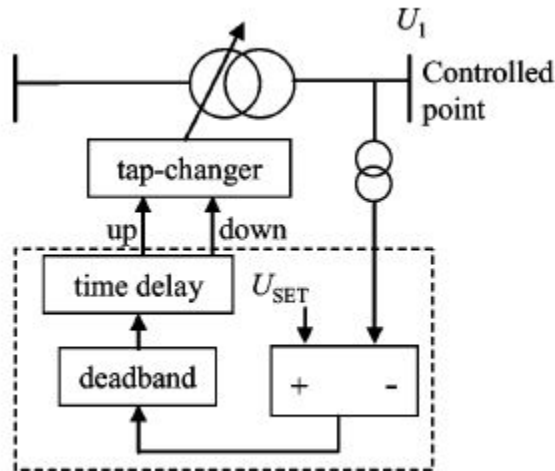 U1
Controlled
point
tap-changer
up
down
time delay
USET
deadband
+ -